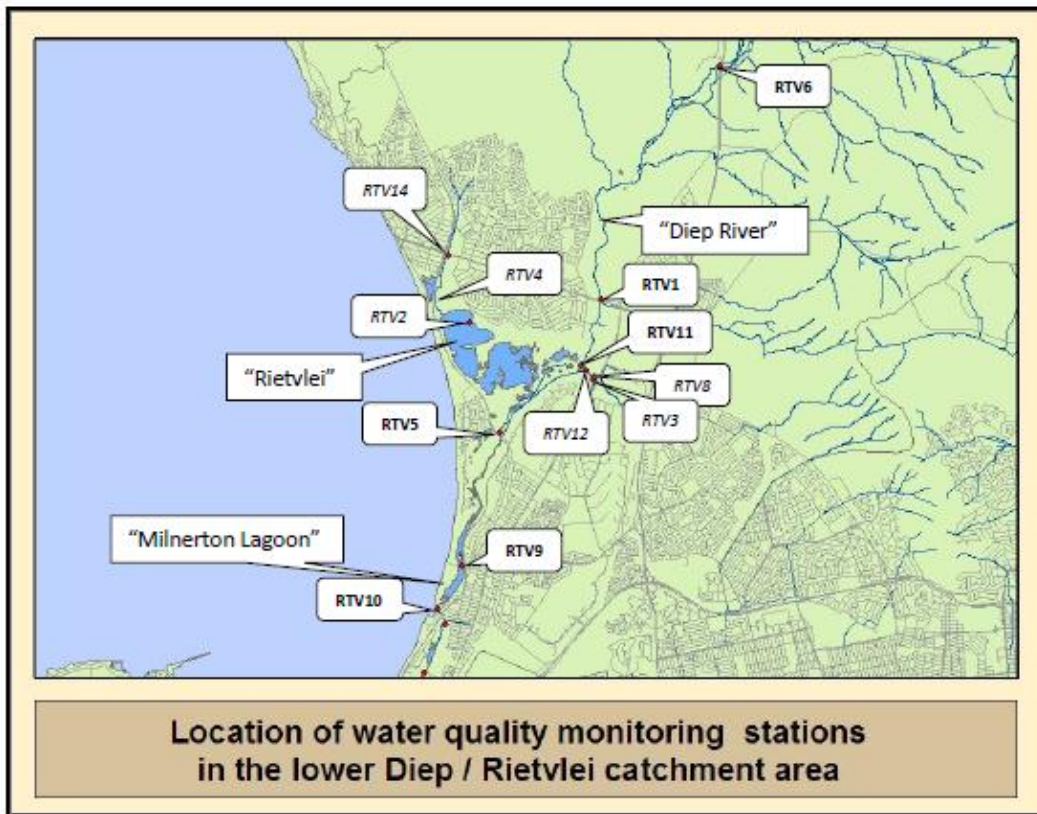 RTV6
RTV14
"Diep River"
RTV4
RTV1
RTV2
RTV11
"Rietvlei"
RTV8
RTV5
RTV12
RTV3
"Milnerton Lagoon"
RTV9
RTV10
Location of water quality monitoring stations
in the lower Diep / Rietvlei catchment area